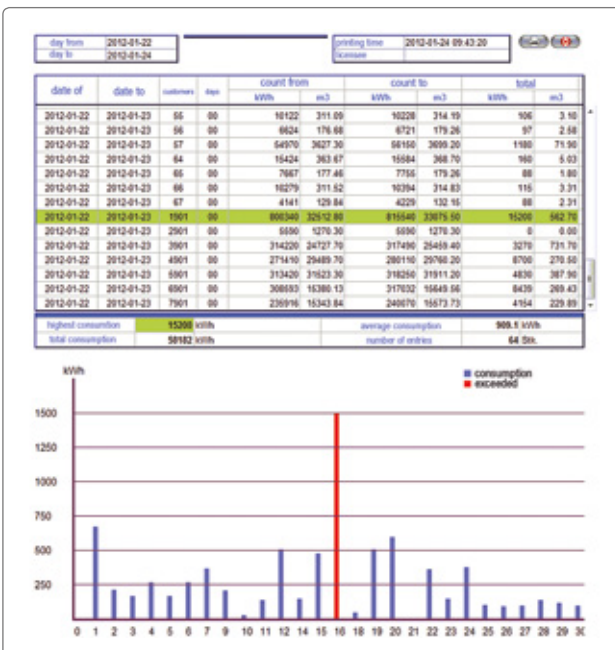 day from 2012-01-22 printing time 2012-01-24 09:43:20
day to 2012-01-24 licensee
date of date to customers days count from count to total
kWh m3 kWh m3 kWh m3
2012-01-22 2012-01-23 55 00 10122 311.09 10228 314.19 106 3.10
2012-01-22 2012-01-23 56 00 6624 176.68 6721 179.26 97 2.58
2012-01-22 2012-01-23 57 00 54970 3627.30 56150 3699.20 1180 71.90
2012-01-22 2012-01-23 64 00 15424 363.67 15584 368.70 160 5.03
2012-01-22 2012-01-23 65 00 7667 177.46 7755 179.26 88 1.80
2012-01-22 2012-01-23 66 00 10279 311.52 10394 314.83 115 3.31
2012-01-22 2012-01-23 67 00 4141 129.84 4229 132.15 88 2.31
2012-01-22 2012-01-23 1901 00 800340 32512.80 815540 33075.50 15200 562.70
2012-01-22 2012-01-23 2901 00 5590 1270.30 5590 1270.30 0 0.00
2012-01-22 2012-01-23 3901 00 314220 24727.70 317490 25459.40 3270 731.70
2012-01-22 2012-01-23 4901 00 271410 29489.70 280110 29760.20 8700 270.50
2012-01-22 2012-01-23 5901 00 313420 31523.30 318250 31911.20 4830 387.90
2012-01-22 2012-01-23 6901 00 308593 15380.13 317032 15649.56 8439 269.43
2012-01-22 2012-01-23 7901 00 235916 15343.84 240070 15573.73 4154 229.89
highest consumtion 15200 kWh average consumption 909.1 kWh
total consumption 58182 kWh number of entries 64 Stk.
kWh
consumption
exceeded
1500
1250
1000
750
500
250
0 1 2 3 4 5 6 7 9 10 11 12 14 15 16 18 19 20 21 22 23 24 25 26 27 28 29